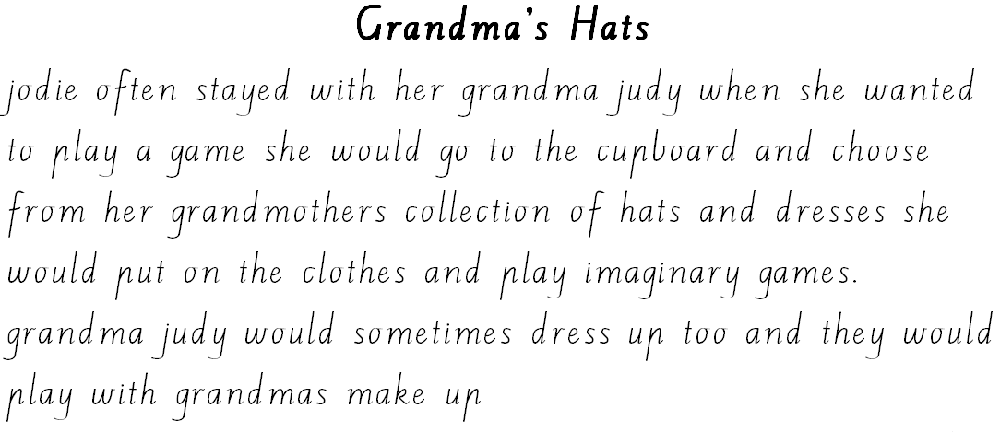 Grandma's Hats
jodie often stayed with her grandma judy when she wanted
to play a game she would go to the cupboard and choose
from her grandmothers collection of hats and dresses she
would put on the clothes and play imaginary games.
grandma judy would sometimes dress up too and they would
play with grandmas make up